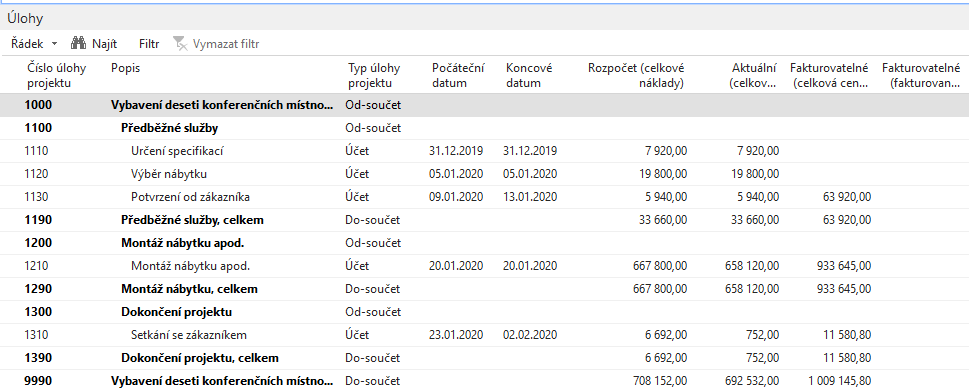 Úlohy
Řádek Najít Filtr Vymazat filtr
Číslo úlohy projektu Popis Typ úlohy projektu Počáteční datum Koncové datum Rozpočet (celkové náklady) Aktuální (celkov... Fakturovatelné (celková cen... Fakturovatelné (fakturovan...
1000 Vybavení deseti konferenčních místno... Od-součet
1100 Předběžné služby Od-součet
1110 Určení specifikací Účet 31.12.2019 31.12.2019 7 920,00 7 920,00
1120 Výběr nábytku Účet 05.01.2020 05.01.2020 19 800,00 19 800,00
1130 Potvrzení od zákazníka Účet 09.01.2020 13.01.2020 5 940,00 5 940,00 63 920,00
1190 Předběžné služby, celkem Do-součet 33 660,00 33 660,00 63 920,00
1200 Montáž nábytku apod. Od-součet
1210 Montáž nábytku apod. Účet 20.01.2020 20.01.2020 667 800,00 658 120,00 933 645,00
1290 Montáž nábytku, celkem Do-součet 667 800,00 658 120,00 933 645,00
1300 Dokončení projektu Od-součet
1310 Setkání se zákazníkem Účet 23.01.2020 02.02.2020 6 692,00 752,00 11 580,80
1390 Dokončení projektu, celkem Do-součet 6 692,00 752,00 11 580,80
9990 Vybavení deseti konferenčních místno... Do-součet 708 152,00 692 532,00 1 009 145,80